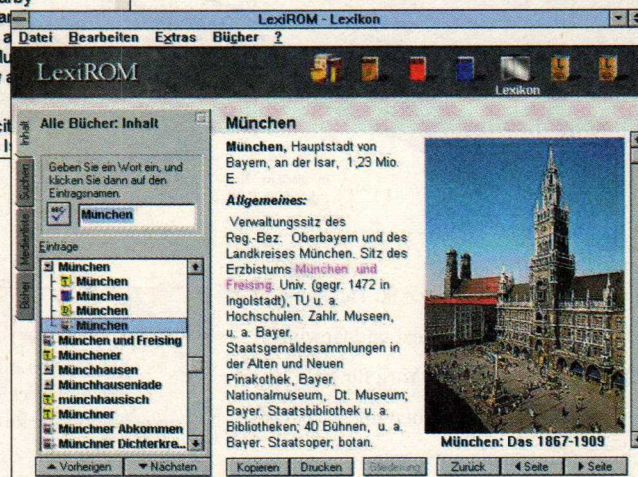 arby
LexiROM - Lexikon
Datei Bearbeiten Extras Bücher ?
LexiROM
Lexikon
Alle Bücher: Inhalt
Inhalt
Suchen
Medienliste
Bücher
Geben Sie ein Wort ein, und
klicken Sie dann auf den
Eintragsnamen.
ABC
München
Einträge
München
T. München
München
D. München
München
München und Freising
T. Münchener
Münchhausen
Münchhauseniade
T. münchhausisch
T. Münchner
Münchner Abkommen
Münchner Dichterkre...
Vorherigen Nächsten
München
München, Hauptstadt von
Bayern, an der Isar, 1,23 Mio.
E.
Allgemeines:
Verwaltungssitz des
Reg.-Bez. Oberbayern und des
Landkreises München. Sitz des
Erzbistums München und
Freising. Univ. (gegr. 1472 in
Ingolstadt), TU u. a.
Hochschulen. Zahlr. Museen,
u. a. Bayer.
Staatsgemäldesammlungen in
der Alten und Neuen
Pinakothek, Bayer.
Nationalmuseum, Dt. Museum;
Bayer. Staatsbibliothek u. a.
Bibliotheken; 40 Bühnen, u. a.
Bayer. Staatsoper; botan.
München: Das 1867-1909
Kopieren Drucken Gliederung Zurück Seite Seite